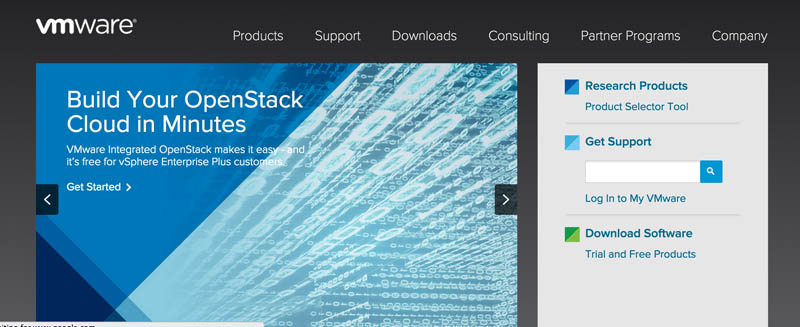 vmware®
Products Support Downloads Consulting Partner Programs Company
Build Your OpenStack
Cloud in Minutes
VMware Integrated OpenStack makes it easy - and
it's free for vSphere Enterprise Plus customers.
Get Started
Research Products
Product Selector Tool
Get Support
Log In to My VMware
Download Software
Trial and Free Products